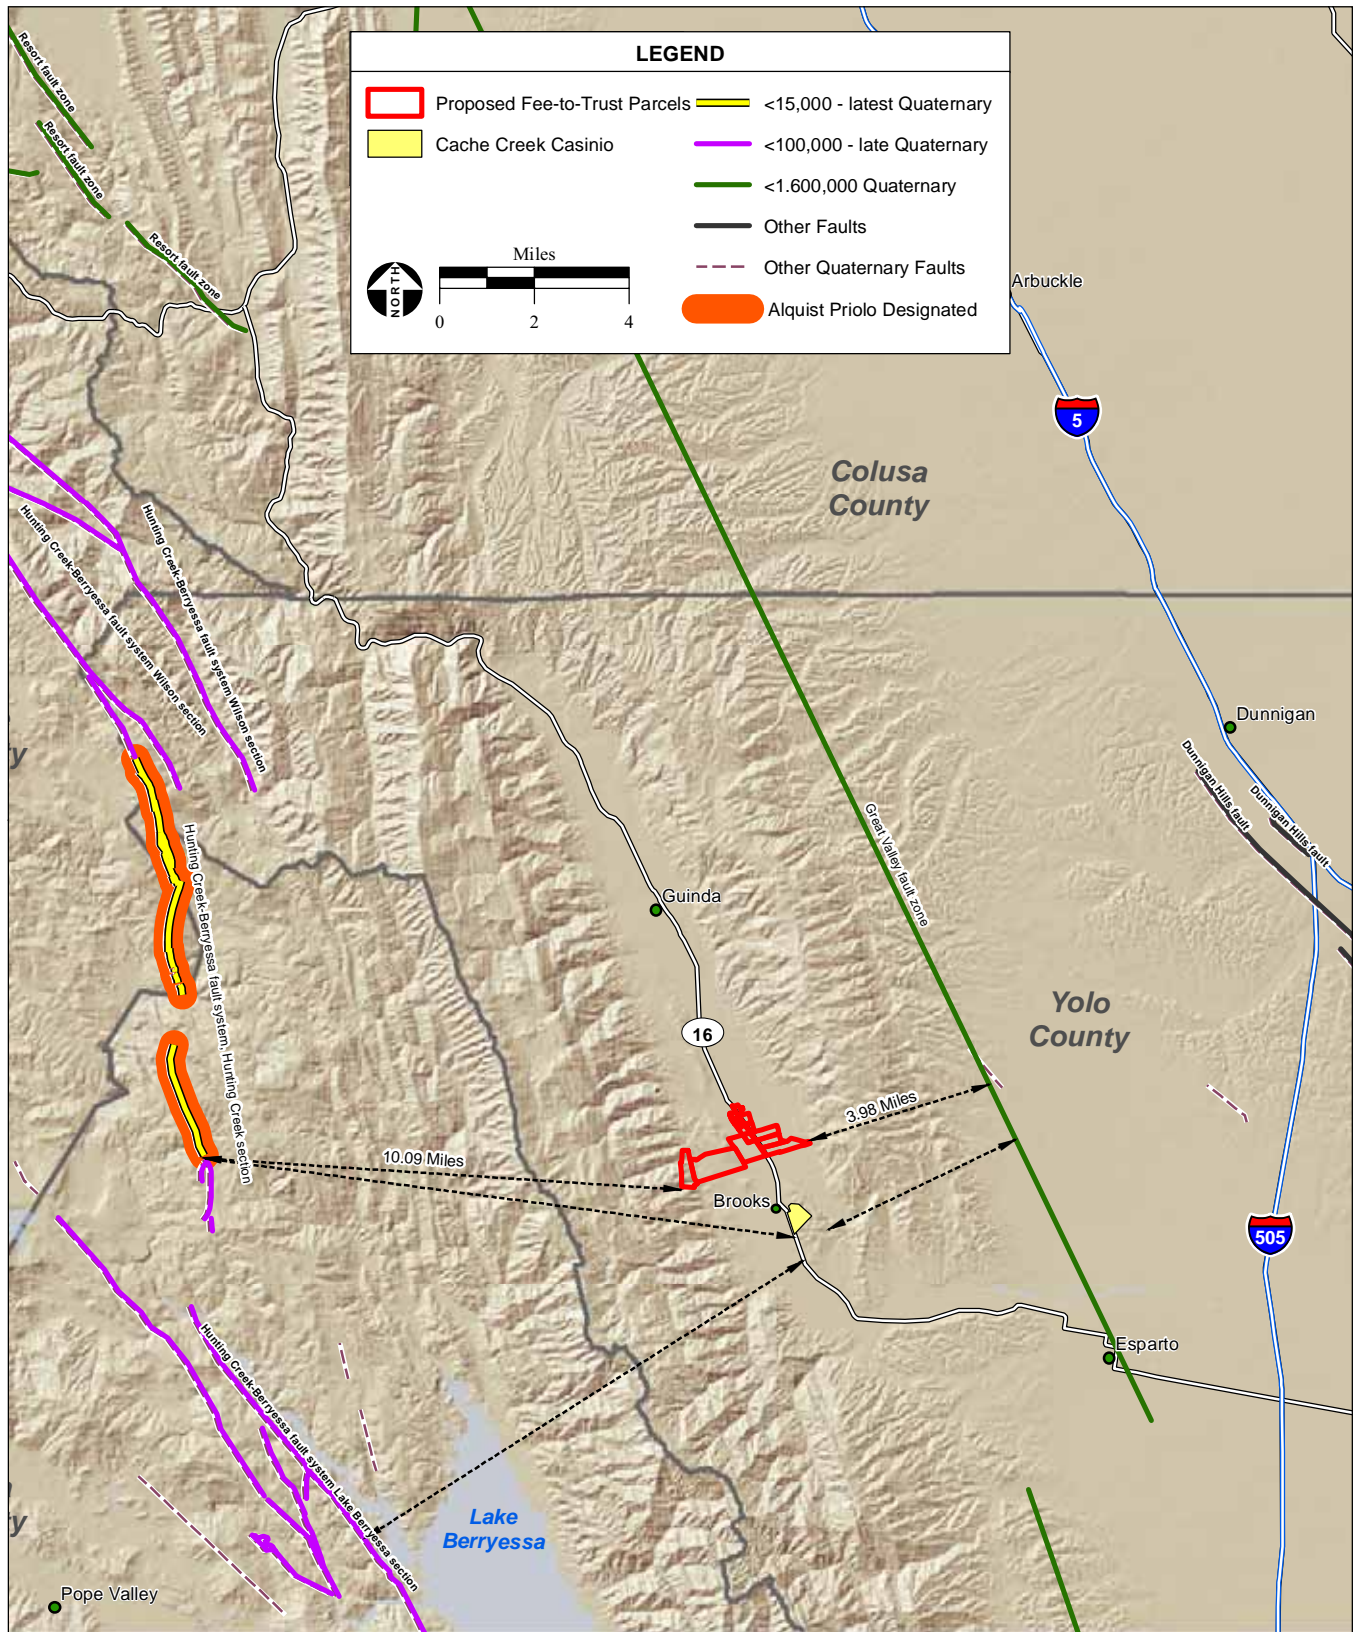 LEGEND
Proposed Fee-to-Trust Parcels
Cache Creek Casinio
<15,000 - latest Quaternary
<100,000 - late Quaternary
<1.600,000 Quaternary
Other Faults
Other Quaternary Faults
Alquist Priolo Designated
NORTH
Miles
0 2 4
Resort fault zone
Resort fault zone
Resort fault zone
Arbuckle
5
Colusa
County
Hunting Creek-Berryessa fault system Wilson section
Hunting Creek-Berryessa fault system Wilson section
Dunnigan
Dunnigan Hills fault
Dunnigan Hills fault
ty
Great Valley fault zone
Hunting Creek-Berryessa fault system, Hunting Creek section
Guinda
Yolo
County
16
3.98 Miles
10.09 Miles
Brooks
505
Esparto
Hunting Creek-Berryessa fault system Lake Berryessa section
Lake
Berryessa
ty
Pope Valley